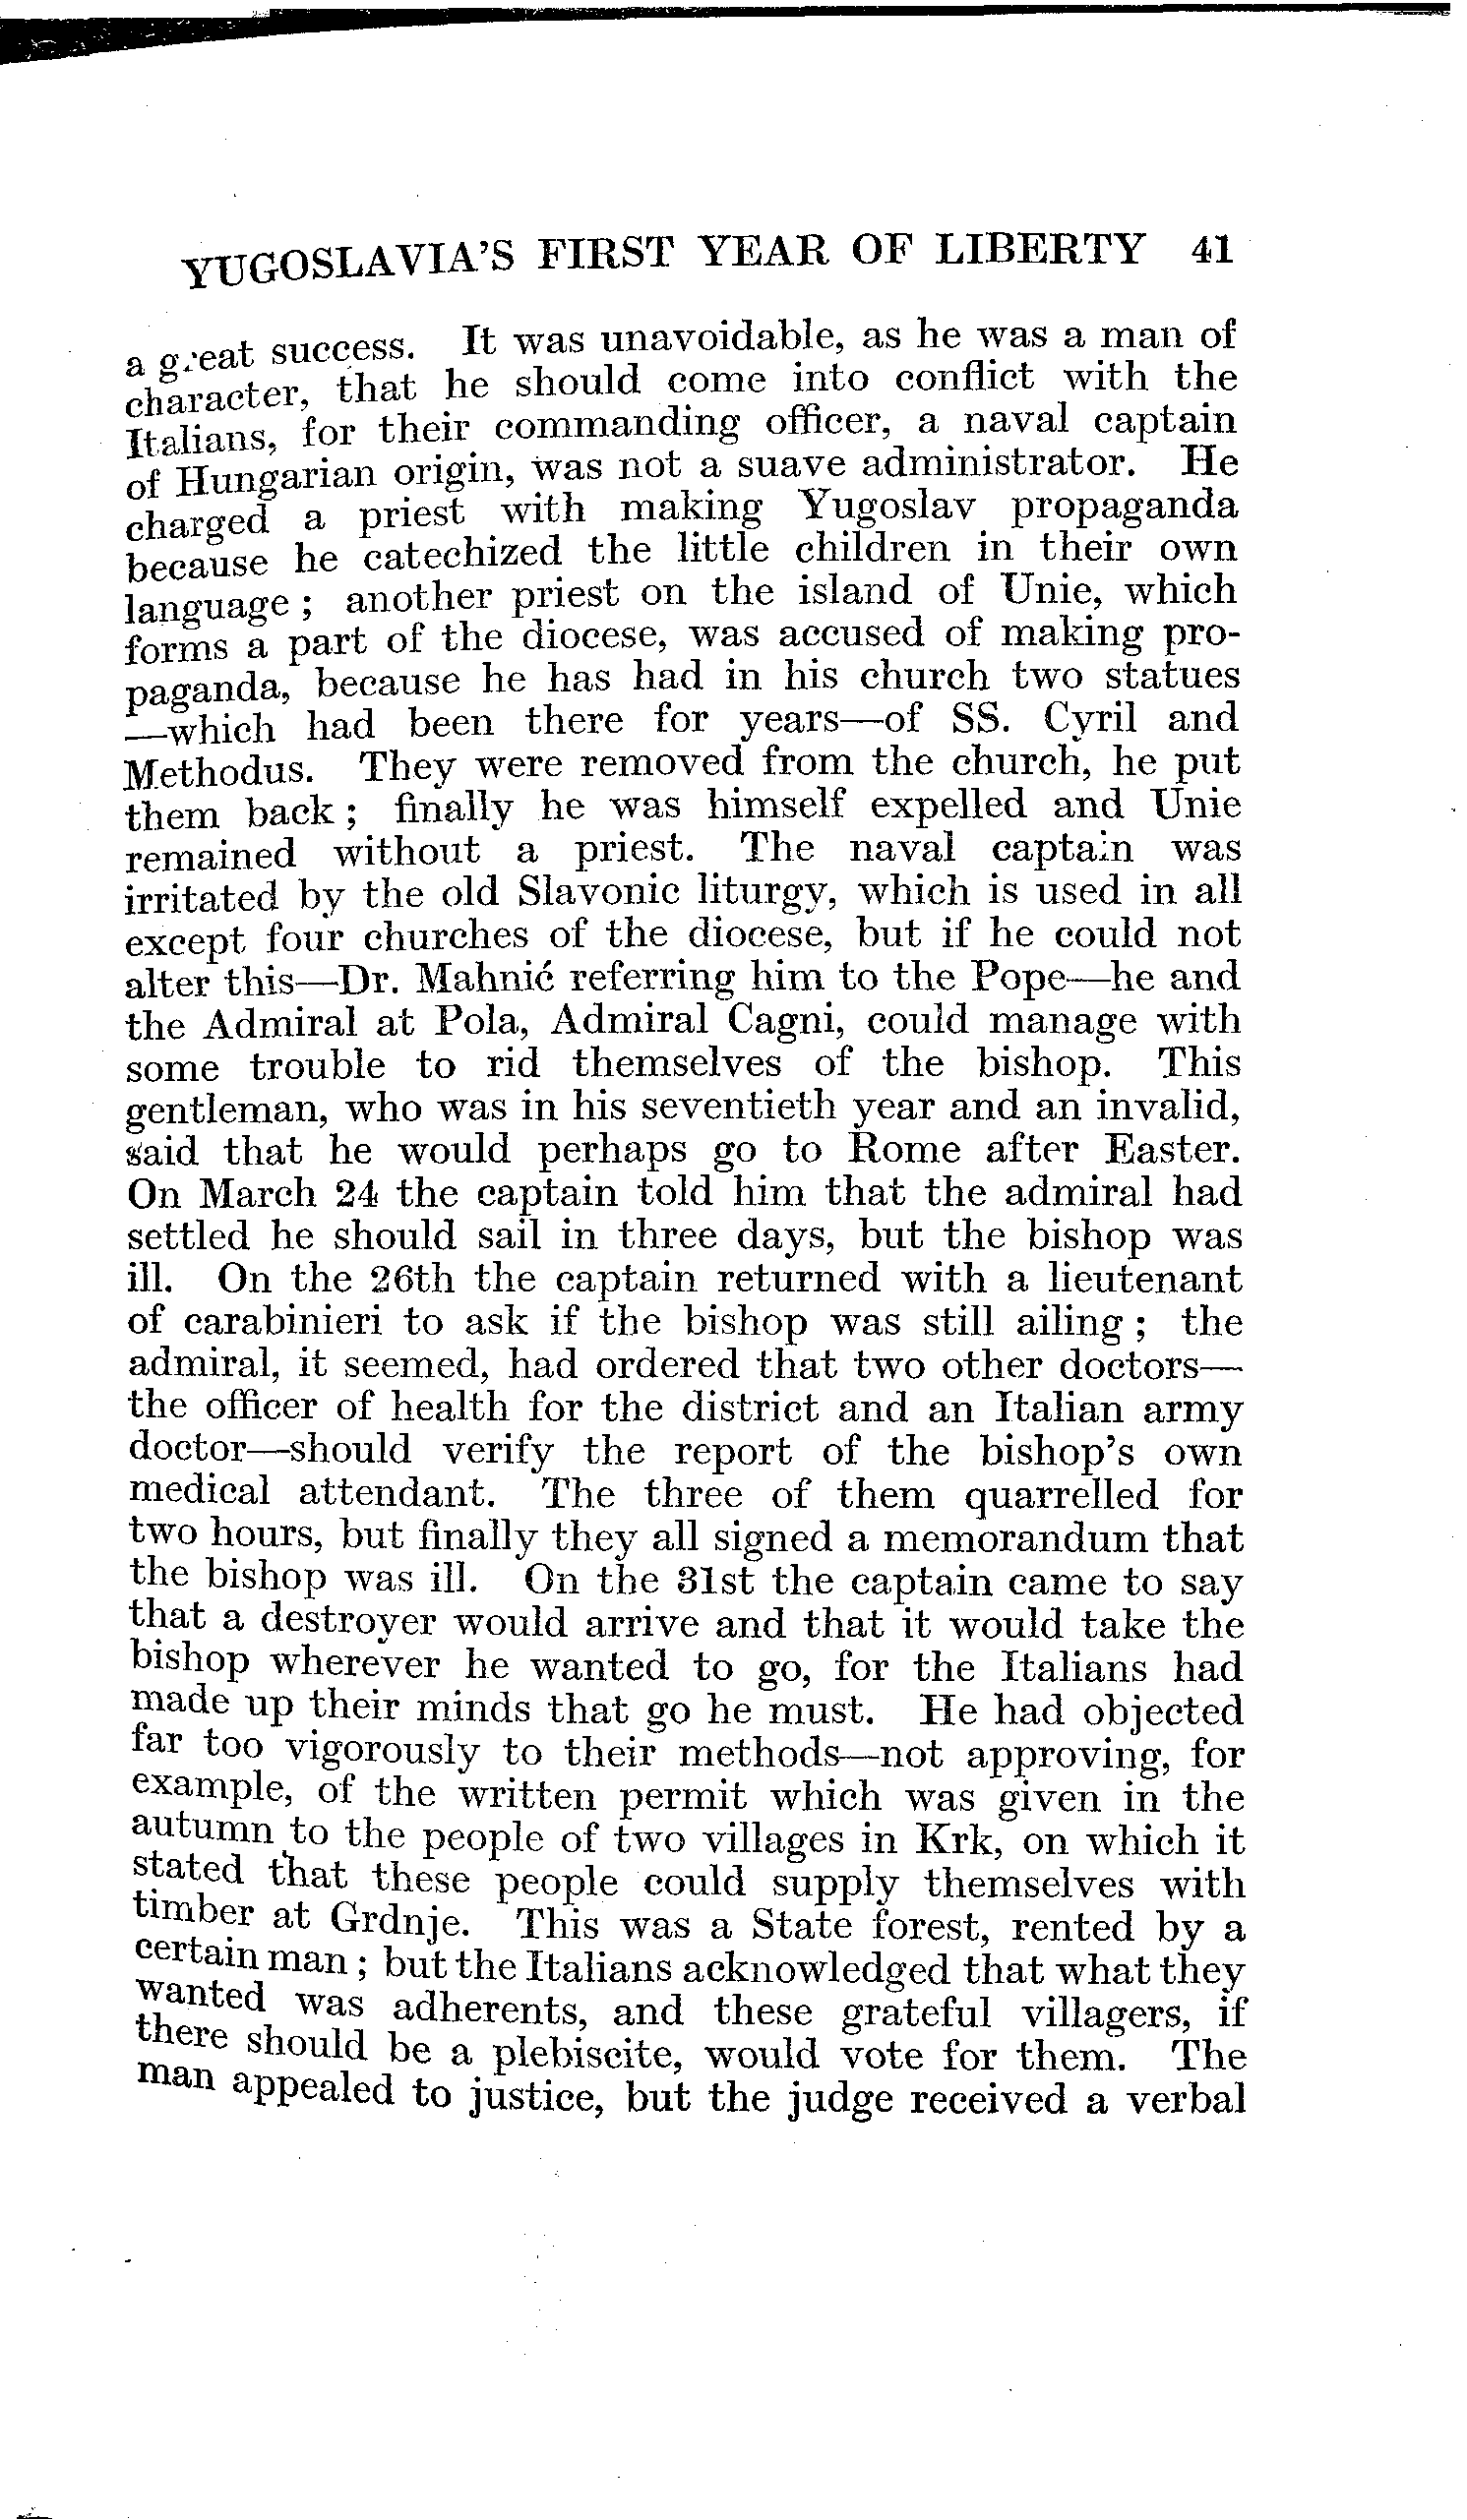 YUGOSLAVIA'S FIRST YEAR OF LIBERTY 41
a great success. It was unavoidable, as he was a man of
character, that he should come into conflict with the
Italians, for their commanding officer, a naval captain
of Hungarian origin, was not a suave administrator. He
charged a priest with making Yugoslav propaganda
because he catechized the little children in their own
language ; another priest on the island of Unie, which
forms a part of the diocese, was accused of making pro-
paganda, because he has had in his church two statues
—which had been there for years—of SS. Cyril and
Methodus. They were removed from the church, he put
them back ; finally he was himself expelled and Unie
remained without a priest. The naval captain was
irritated by the old Slavonic liturgy, which is used in all
except four churches of the diocese, but if he could not
alter this—Dr. Mahnić referring him to the Pope—he and
the Admiral at Pola, Admiral Cagni, could manage with
some trouble to rid themselves of the bishop. This
gentleman, who was in his seventieth year and an invalid,
said that he would perhaps go to Rome after Easter.
On March 24 the captain told him that the admiral had
settled he should sail in three days, but the bishop was
ill. On the 26th the captain returned with a lieutenant
of carabinieri to ask if the bishop was still ailing ; the
admiral, it seemed, had ordered that two other doctors—
the officer of health for the district and an Italian army
doctor—should verify the report of the bishop's own
medical attendant. The three of them quarrelled for
two hours, but finally they all signed a memorandum that
the bishop was ill. On the 31st the captain came to say
that a destroyer would arrive and that it would take the
bishop wherever he wanted to go, for the Italians had
made up their minds that go he must. He had objected
far too vigorously to their methods—not approving, for
example, of the written permit which was given in the
autumn to the people of two villages in Krk, on which it
stated that these people could supply themselves with
timber at Grdnje. This was a State forest, rented by a
certain man ; but the Italians acknowledged that what they
wanted was adherents, and these grateful villagers, if
there should be a plebiscite, would vote for them. The
man appealed to justice, but the judge received a verbal